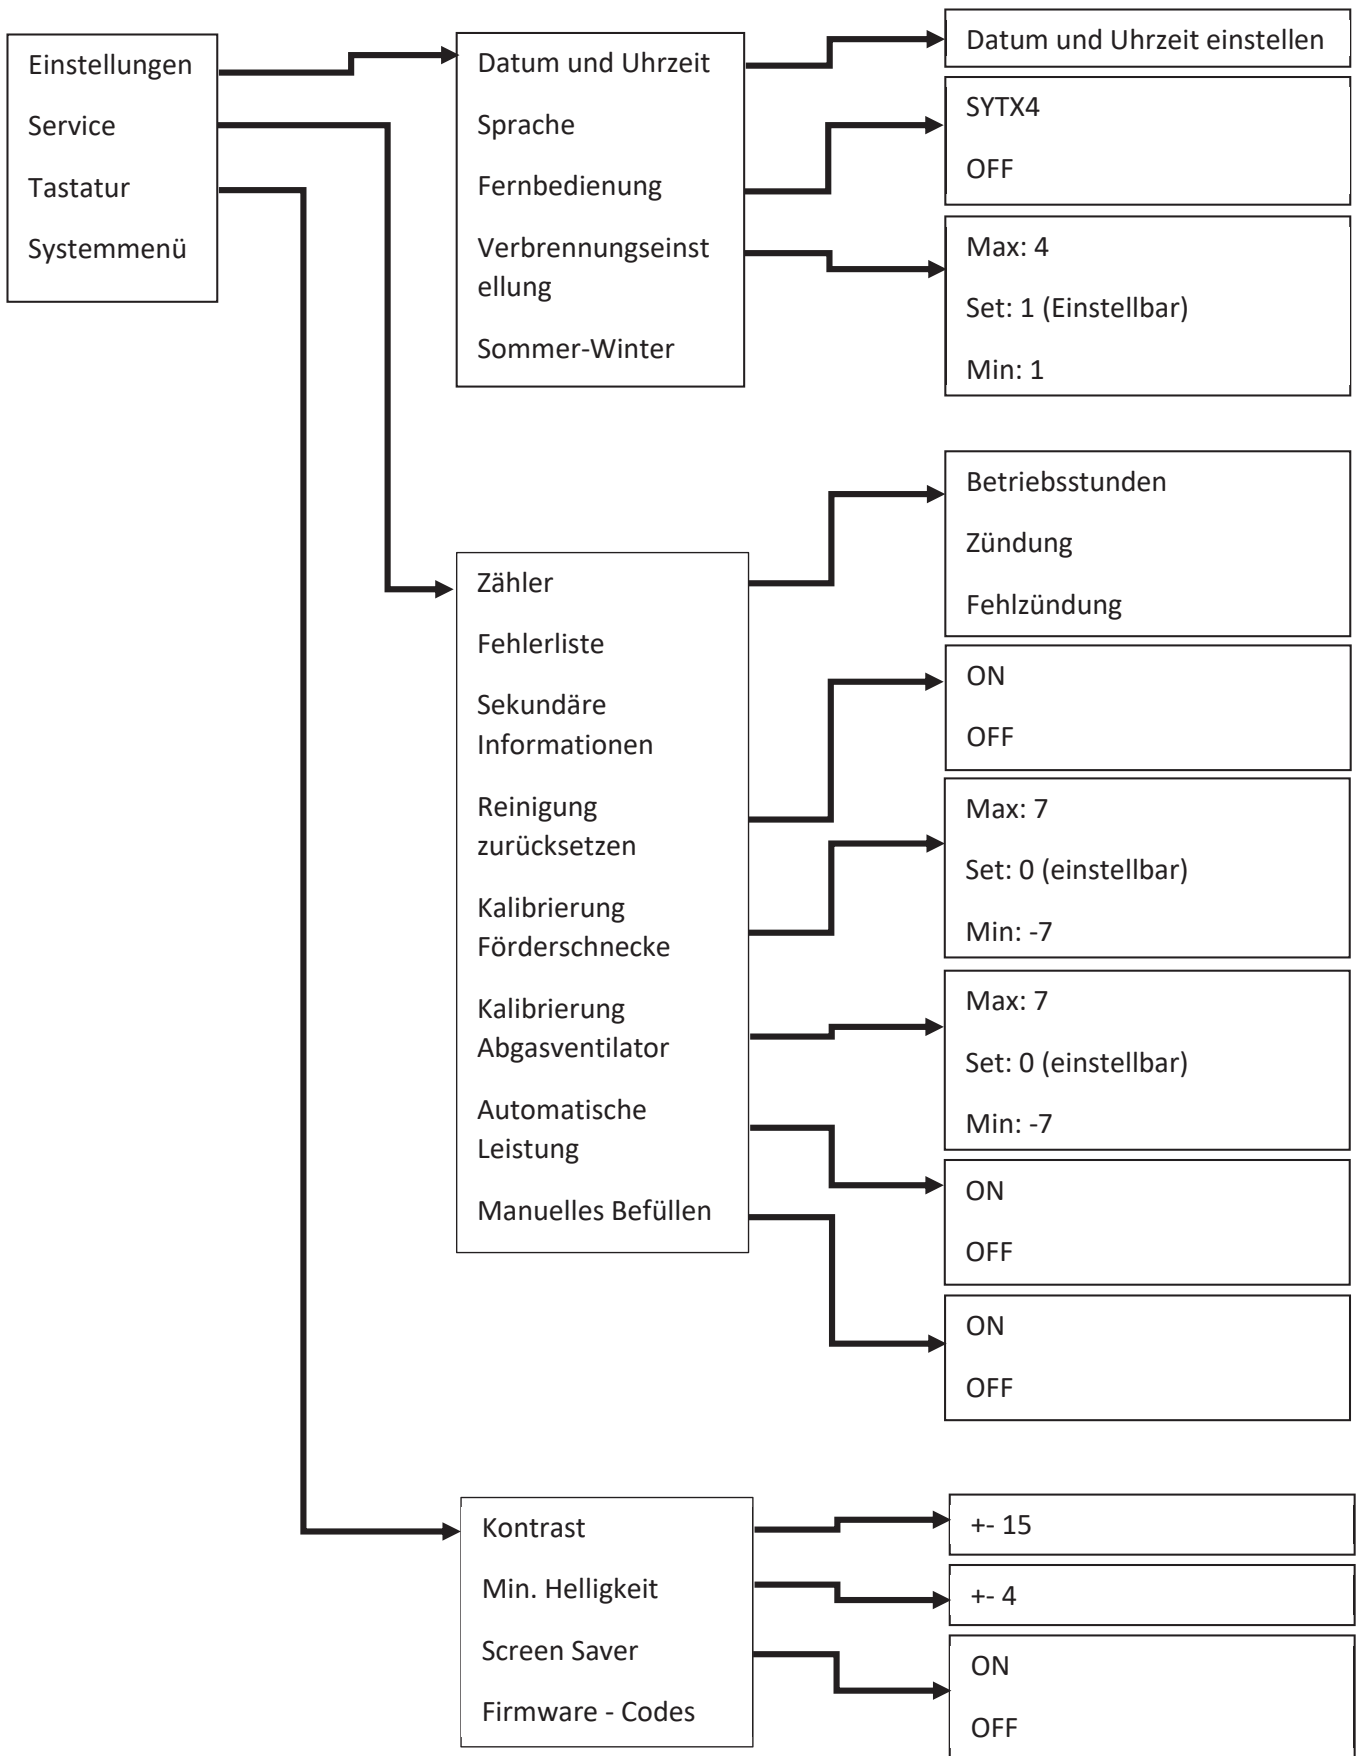 Einstellungen
Service
Tastatur
Systemmenü
Datum und Uhrzeit
Sprache
Fernbedienung
Verbrennungseinst
ellung
Sommer-Winter
Datum und Uhrzeit einstellen
SYTX4
OFF
Max: 4
Set: 1 (Einstellbar)
Min: 1
Zähler
Fehlerliste
Sekundäre
Informationen
Reinigung
zurücksetzen
Kalibrierung
Förderschnecke
Kalibrierung
Abgasventilator
Automatische
Leistung
Manuelles Befüllen
Betriebsstunden
Zündung
Fehlzündung
ON
OFF
Max: 7
Set: 0 (einstellbar)
Min: -7
Max: 7
Set: 0 (einstellbar)
Min: -7
ON
OFF
ON
OFF
Kontrast
Min. Helligkeit
Screen Saver
Firmware - Codes
+- 15
+- 4
ON
OFF